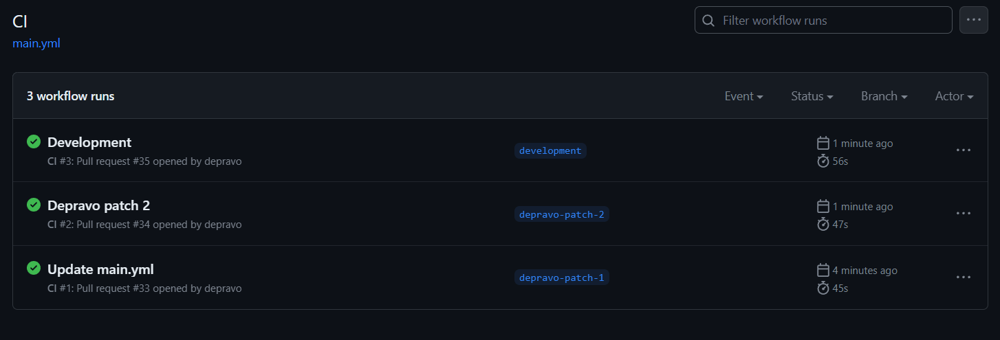 CI
main.yml
Filter workflow runs
3 workflow runs
Event
Status
Branch
Actor
Development
CI #3: Pull request #35 opened by depravo
development
1 minute ago
56s
Depravo patch 2
CI #2: Pull request #34 opened by depravo
depravo-patch-2
1 minute ago
47s
Update main.yml
CI #1: Pull request #33 opened by depravo
depravo-patch-1
4 minutes ago
45s